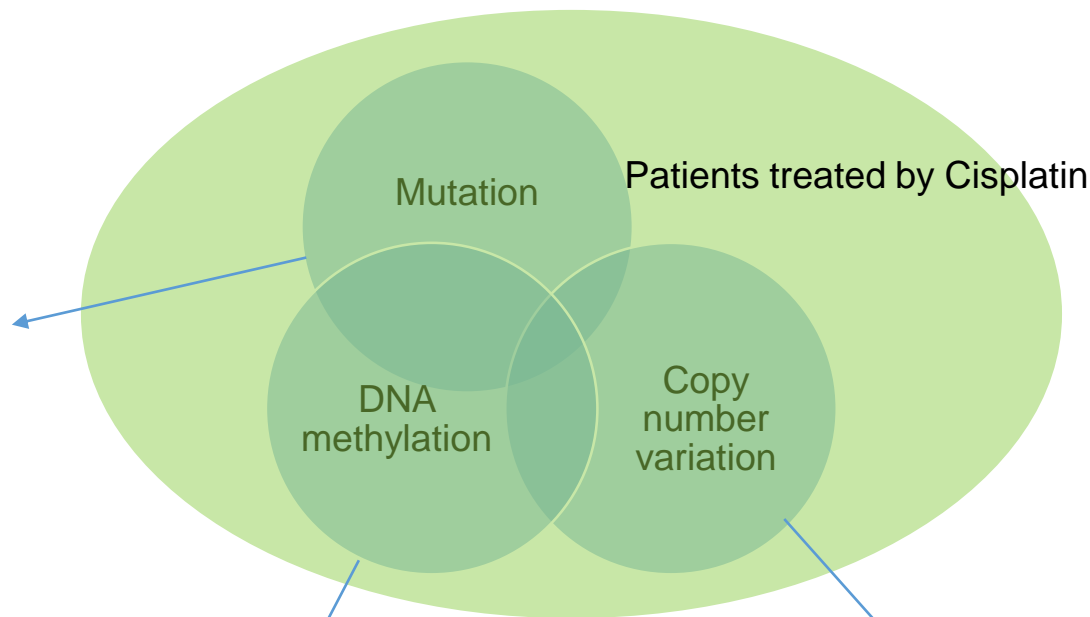 Patients treated by Cisplatin
Mutation
DNA
methylation
Copy
number
variation